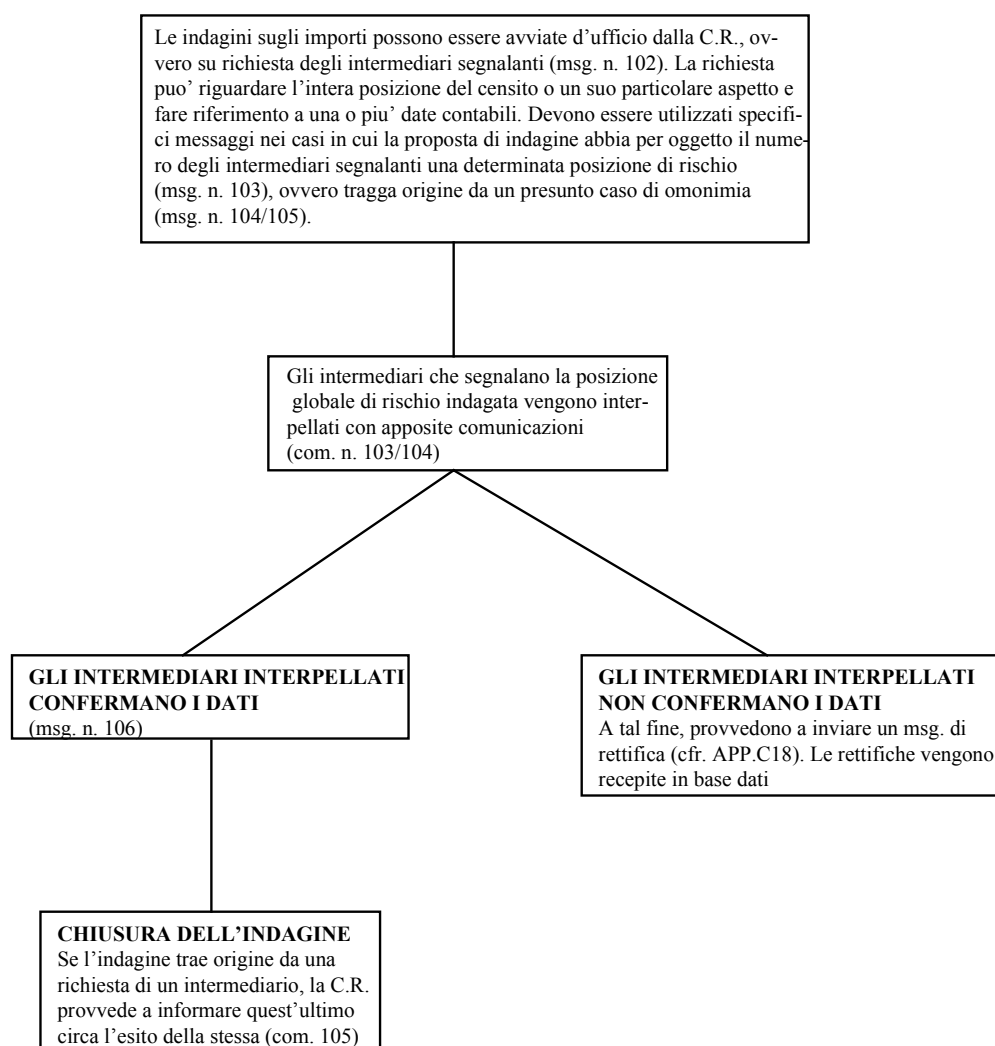 Le indagini sugli importi possono essere avviate d’ufficio dalla C.R., ov-
vero su richiesta degli intermediari segnalanti (msg. n. 102). La richiesta
puo’ riguardare l’intera posizione del censito o un suo particolare aspetto e
fare riferimento a una o piu’ date contabili. Devono essere utilizzati specifi-
ci messaggi nei casi in cui la proposta di indagine abbia per oggetto il nume-
ro degli intermediari segnalanti una determinata posizione di rischio
(msg. n. 103), ovvero tragga origine da un presunto caso di omonimia
(msg. n. 104/105).
Gli intermediari che segnalano la posizione
globale di rischio indagata vengono inter-
pellati con apposite comunicazioni
(com. n. 103/104)
GLI INTERMEDIARI INTERPELLATI
CONFERMANO I DATI
(msg. n. 106)
GLI INTERMEDIARI INTERPELLATI
NON CONFERMANO I DATI
A tal fine, provvedono a inviare un msg. di
rettifica (cfr. APP.C18). Le rettifiche vengono
recepite in base dati
CHIUSURA DELL’INDAGINE
Se l’indagine trae origine da una
richiesta di un intermediario, la C.R.
provvede a informare quest’ultimo
circa l’esito della stessa (com. 105)